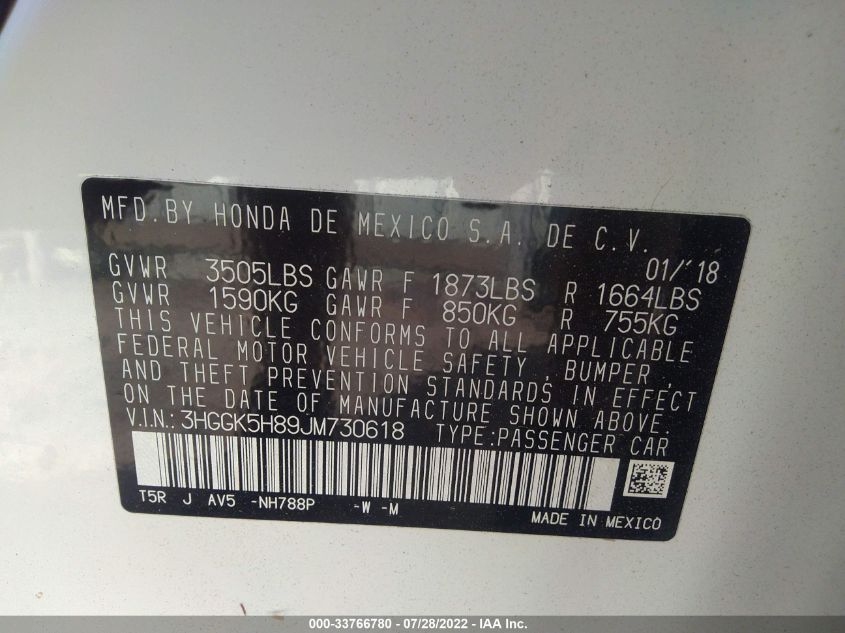 MFD. BY HONDA DE MEXICO S.A. DE C.V.
01/'18
GVWR 3505LBS GAWR F 1873LBS R 1664LBS
GVWR 1590KG GAWR F 850KG R 755KG
THIS VEHICLE CONFORMS TO ALL APPLICABLE
FEDERAL MOTOR VEHICLE SAFETY, BUMPER,
AND THEFT PREVENTION STANDARDS IN EFFECT
ON THE DATE OF MANUFACTURE SHOWN ABOVE.
V.I.N.: 3HGGK5H89JM730618 TYPE:PASSENGER CAR
T5R J AV5 -NH788P -W -M
MADE IN MEXICO
000-33766780 - 07/28/2022 - © IAA Inc.